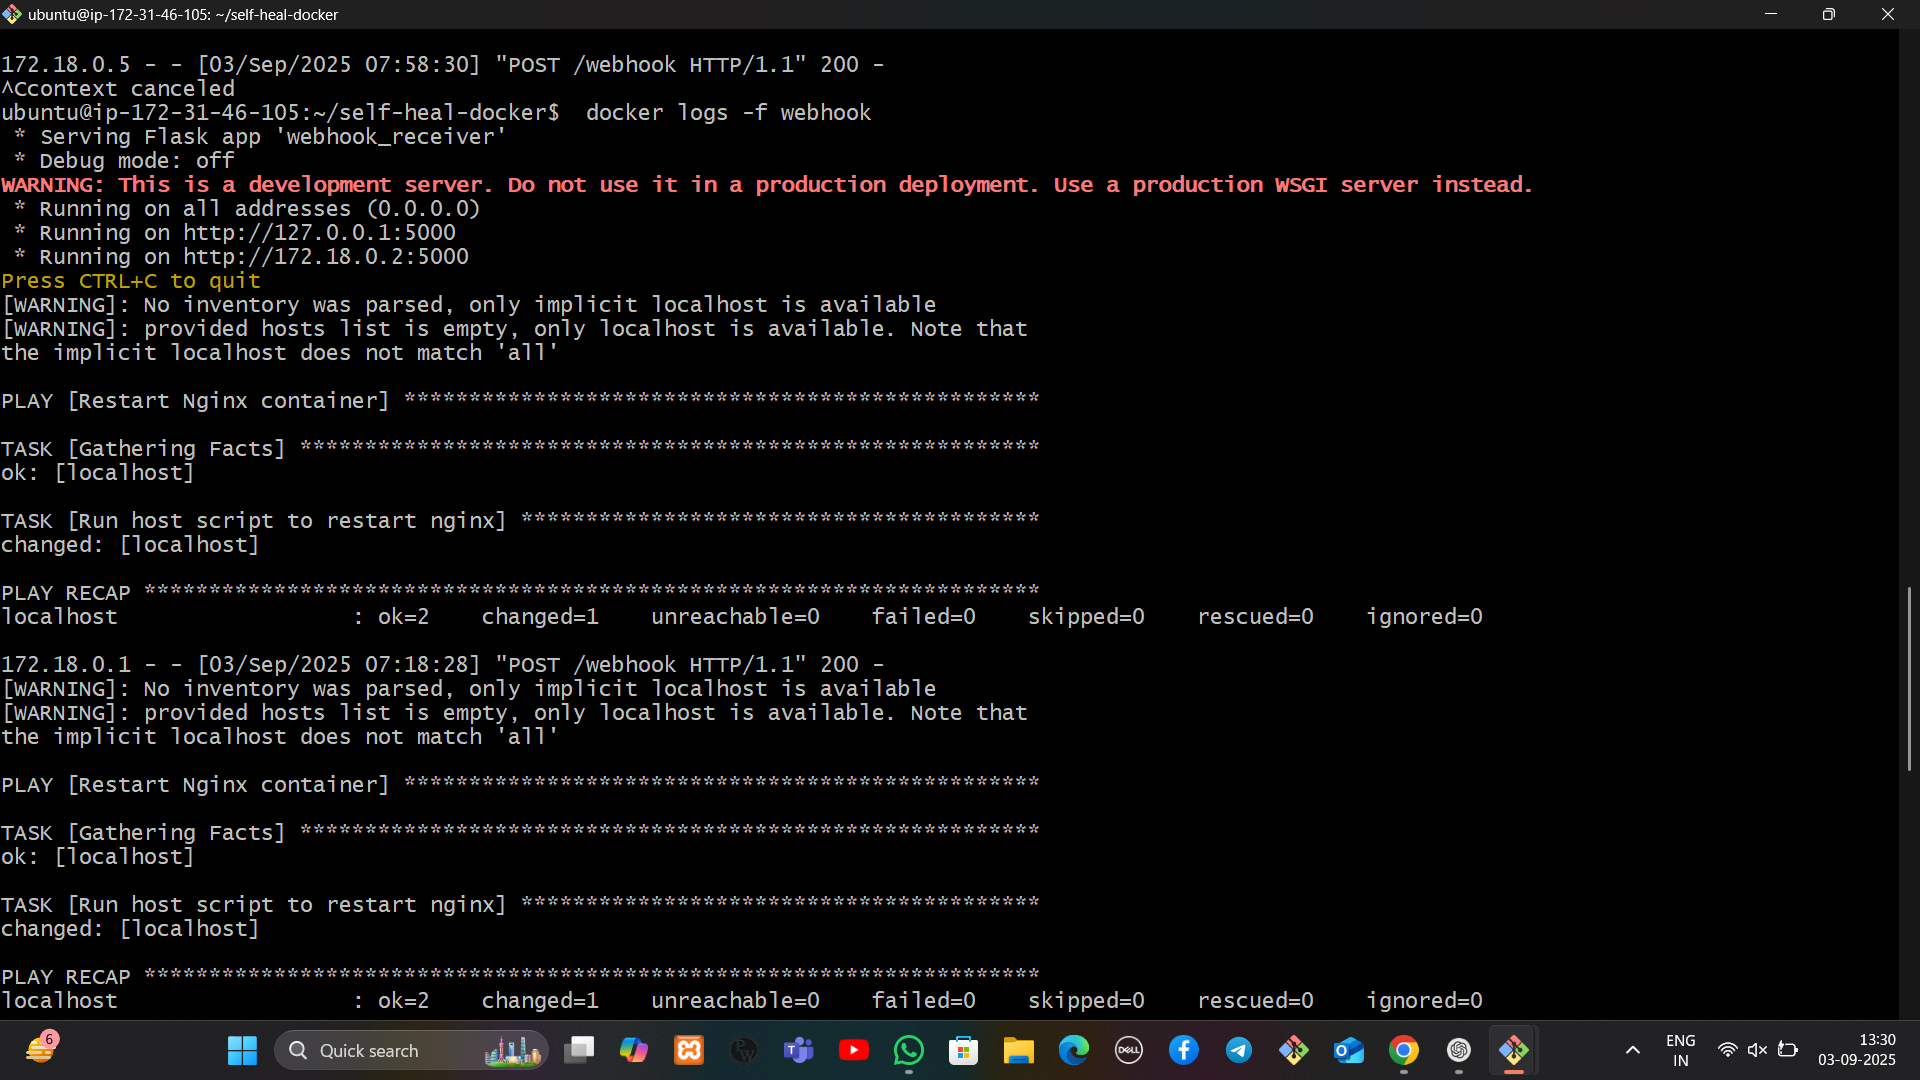 ubuntu@ip-172-31-46-105: ~/self-heal-docker
172.18.0.5 - - [03/Sep/2025 07:58:30] "POST /webhook HTTP/1.1" 200 -
^Ccontext canceled
ubuntu@ip-172-31-46-105:~/self-heal-docker$  docker logs -f webhook
 * Serving Flask app 'webhook_receiver'
 * Debug mode: off
WARNING: This is a development server. Do not use it in a production deployment. Use a production WSGI server instead.
 * Running on all addresses (0.0.0.0)
 * Running on http://127.0.0.1:5000
 * Running on http://172.18.0.2:5000
Press CTRL+C to quit
[WARNING]: No inventory was parsed, only implicit localhost is available
[WARNING]: provided hosts list is empty, only localhost is available. Note that
the implicit localhost does not match 'all'
PLAY [Restart Nginx container] *************************************************
TASK [Gathering Facts] *********************************************************
ok: [localhost]
TASK [Run host script to restart nginx] ****************************************
changed: [localhost]
PLAY RECAP *********************************************************************
localhost                  : ok=2    changed=1    unreachable=0    failed=0    skipped=0    rescued=0    ignored=0
172.18.0.1 - - [03/Sep/2025 07:18:28] "POST /webhook HTTP/1.1" 200 -
[WARNING]: No inventory was parsed, only implicit localhost is available
[WARNING]: provided hosts list is empty, only localhost is available. Note that
the implicit localhost does not match 'all'
PLAY [Restart Nginx container] *************************************************
TASK [Gathering Facts] *********************************************************
ok: [localhost]
TASK [Run host script to restart nginx] ****************************************
changed: [localhost]
PLAY RECAP *********************************************************************
localhost                  : ok=2    changed=1    unreachable=0    failed=0    skipped=0    rescued=0    ignored=0
6
Quick search
DELL
ENG
IN
13:30
03-09-2025